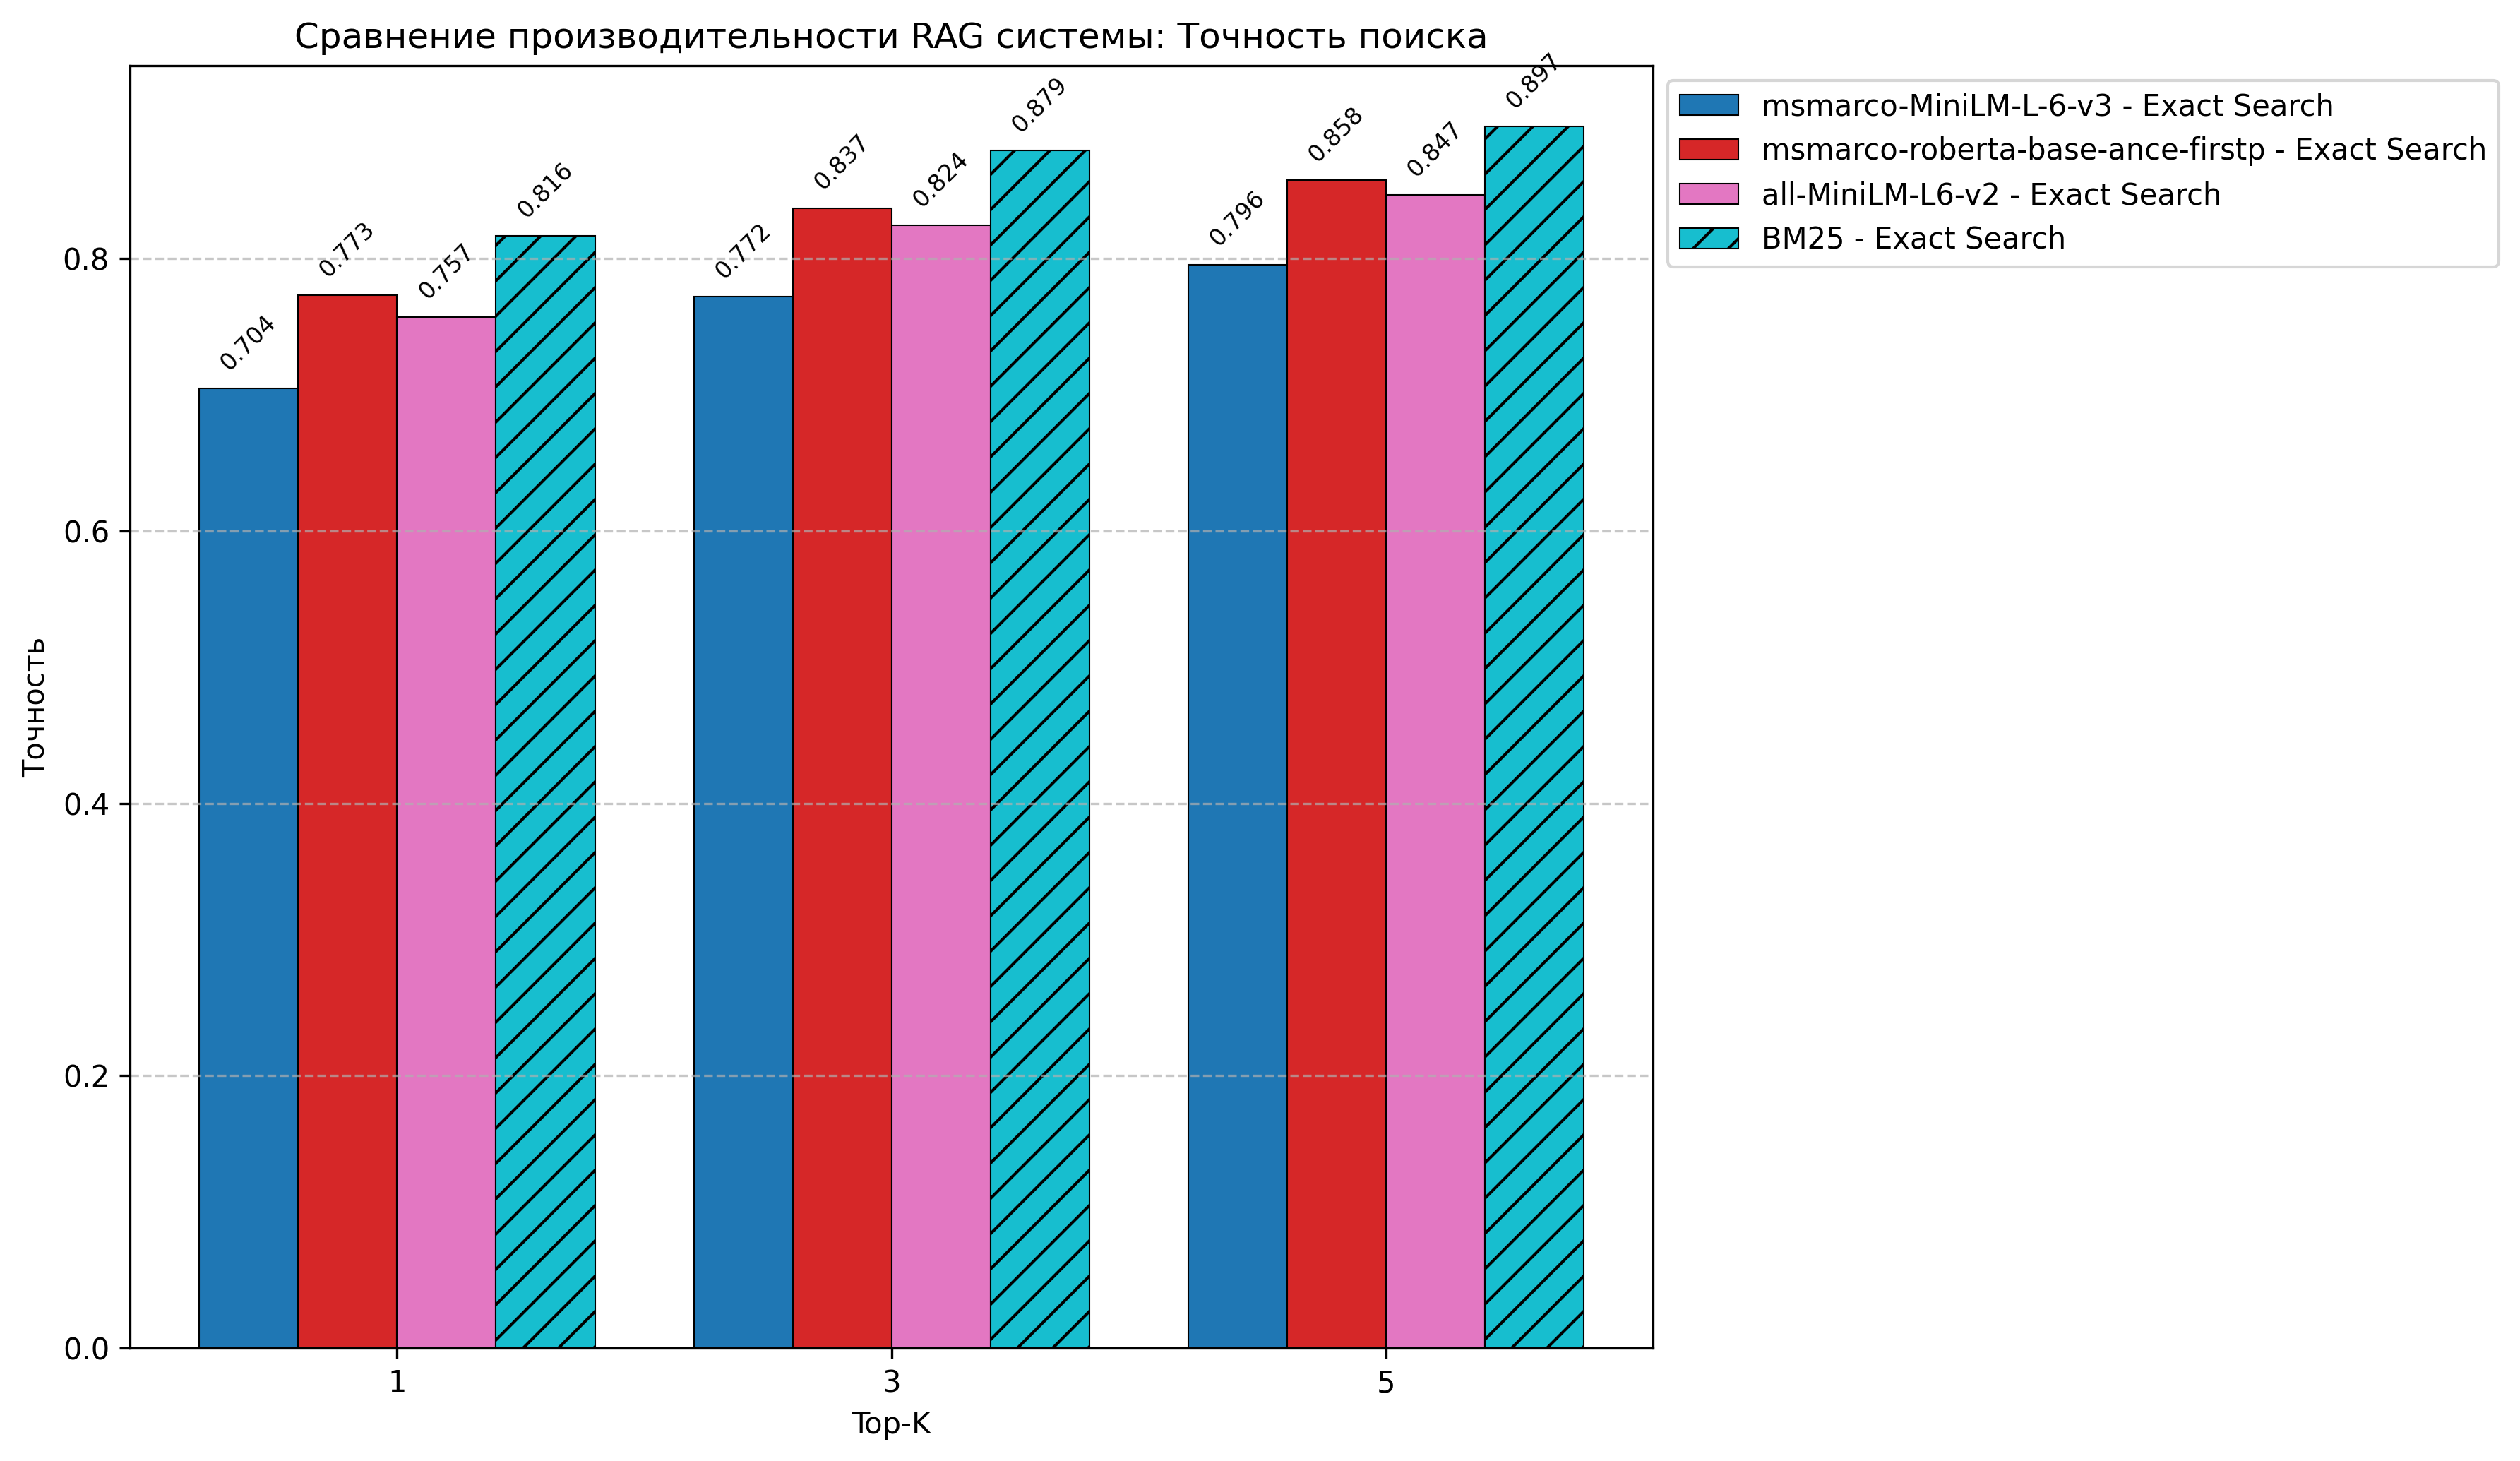 Сравнение производительности RAG системы: Точность поиска
msmarco-MiniLM-L-6-v3 - Exact Search
msmarco-roberta-base-ance-firstp - Exact Search
all-MiniLM-L6-v2 - Exact Search
BM25 - Exact Search
Точность
0.8
0.6
0.4
0.2
0.0
0.704
0.773
0.757
0.816
0.772
0.837
0.824
0.879
0.796
0.858
0.847
0.897
1
3
5
Top-K